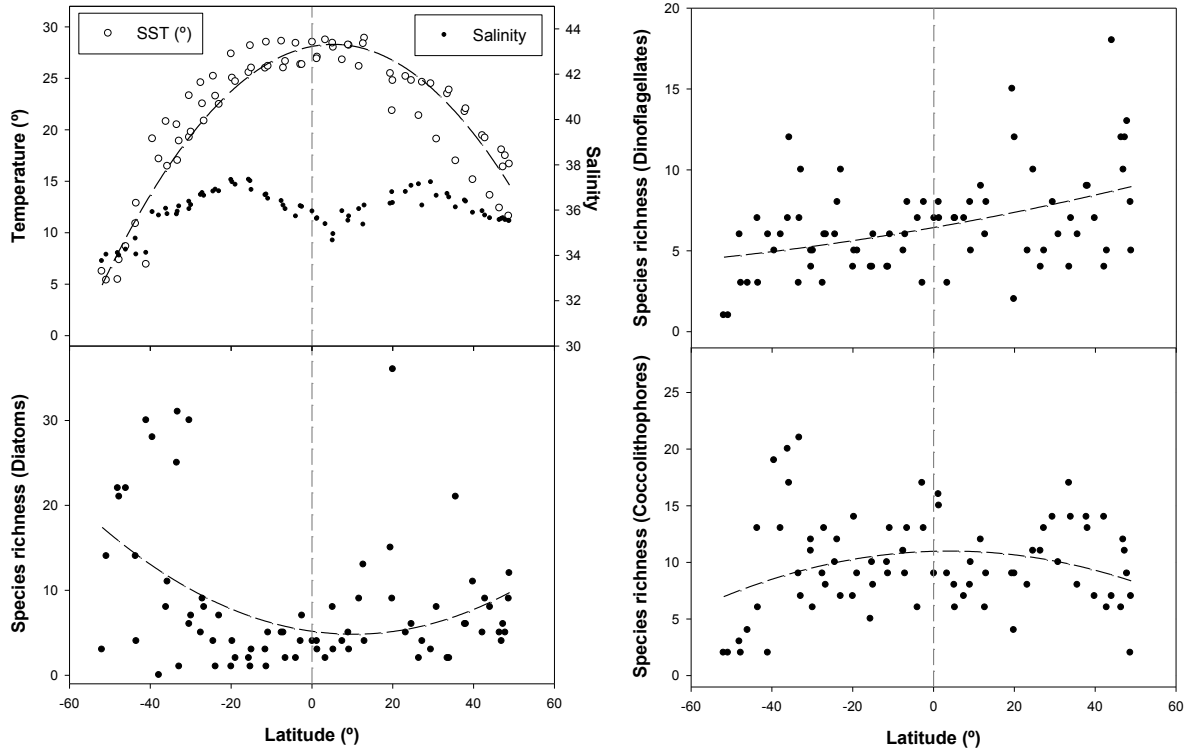 SST (º)
Salinity
Temperature (º)
30
25
20
15
10
5
0
Salinity
44
42
40
38
36
34
32
30
Species richness (Dinoflagellates)
20
15
10
5
0
Species richness (Diatoms)
30
20
10
0
-60 -40 -20 0 20 40 60
Latitude (º)
Species richness (Coccolithophores)
25
20
15
10
5
0
-60 -40 -20 0 20 40 60
Latitude (º)